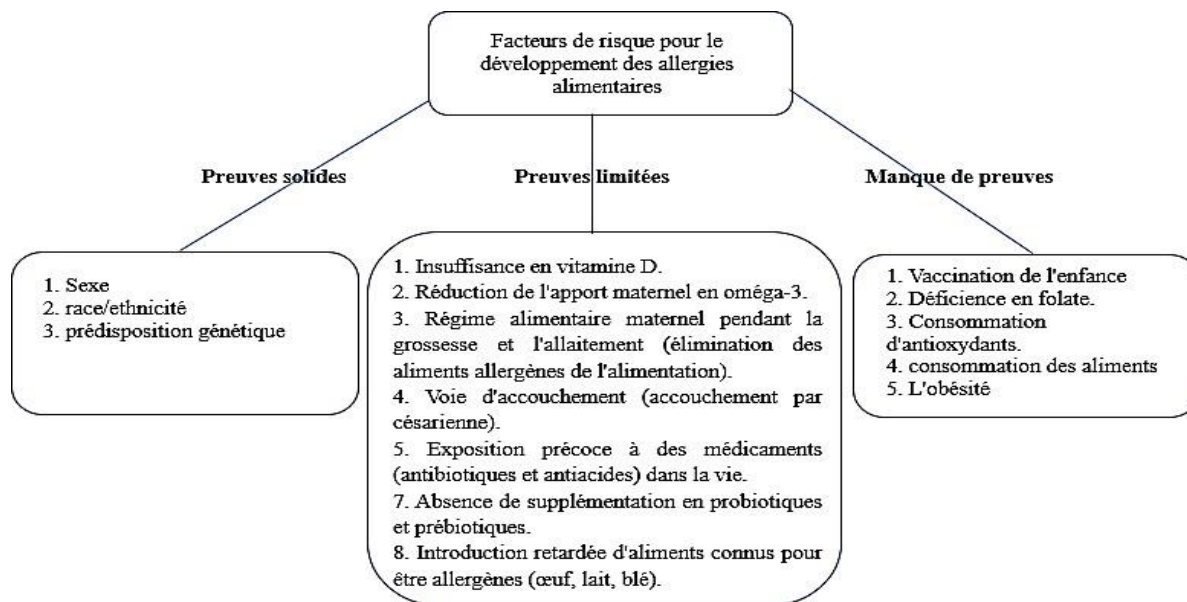 Facteurs de risque pour le
développement des allergies
alimentaires
Preuves solides
Preuves limitées
Manque de preuves
1. Sexe
2. race/ethnicité
3. prédisposition génétique
1. Insuffisance en vitamine D.
2. Réduction de l'apport maternel en oméga-3.
3. Régime alimentaire maternel pendant la
grossesse et l'allaitement (élimination des
aliments allergènes de l'alimentation).
4. Voie d'accouchement (accouchement par
césarienne).
5. Exposition précoce à des médicaments
(antibiotiques et antiacides) dans la vie.
7. Absence de supplémentation en probiotiques
et prébiotiques.
8. Introduction retardée d'aliments connus pour
être allergènes (œuf, lait, blé).
1. Vaccination de l'enfance
2. Déficience en folate.
3. Consommation
d'antioxydants.
4. consommation des aliments
5. L'obésité